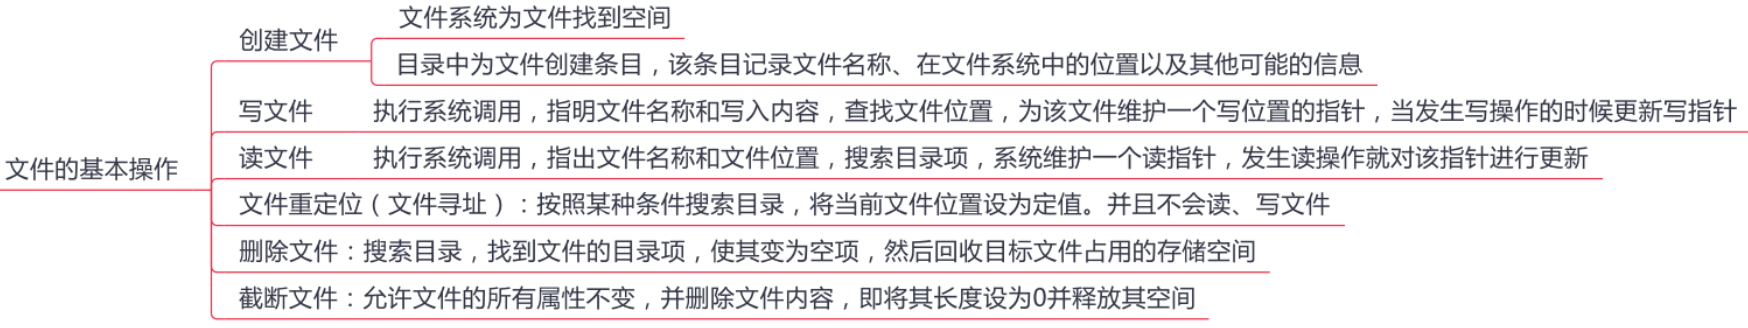 文件的基本操作
创建文件
文件系统为文件找到空间
目录中为文件创建条目，该条目记录文件名称、在文件系统中的位置以及其他可能的信息
写文件 执行系统调用，指明文件名称和写入内容，查找文件位置，为该文件维护一个写位置的指针，当发生写操作的时候更新写指针
读文件 执行系统调用，指出文件名称和文件位置，搜索目录项，系统维护一个读指针，发生读操作就对该指针进行更新
文件重定位（文件寻址）：按照某种条件搜索目录，将当前文件位置设为定值。并且不会读、写文件
删除文件：搜索目录，找到文件的目录项，使其变为空项，然后回收目标文件占用的存储空间
截断文件：允许文件的所有属性不变，并删除文件内容，即将其长度设为0并释放其空间